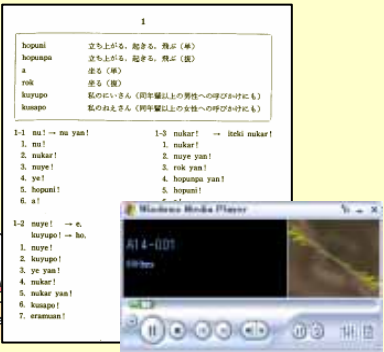 1
hopuni 立ち上がる、起きる、飛ぶ（単）
hopunpa 立ち上がる、起きる、飛ぶ（複）
a 坐る（単）
rok 坐る（複）
kuyupo 私のにいさん（同年輩以上の男性への呼びかけにも）
kusapo 私のねえさん（同年輩以上の女性への呼びかけにも）
1-1 nu! → nu yan!
1. nu!
2. nukar!
3. nuye!
4. ye!
5. hopuni!
6. a!
1-2 nuye! → e,
kuyupo! → ho,
1. nuye!
2. kuyupo!
3. ye yan!
4. nukar!
5. nukar yan!
6. kusapo!
7. eramuan!
1-3 nukar! → iteki nukar!
1. nukar!
2. nuye yan!
3. rok yan!
4. hopunpa yan!
5. hopuni!
Windows Media Player
A14-001